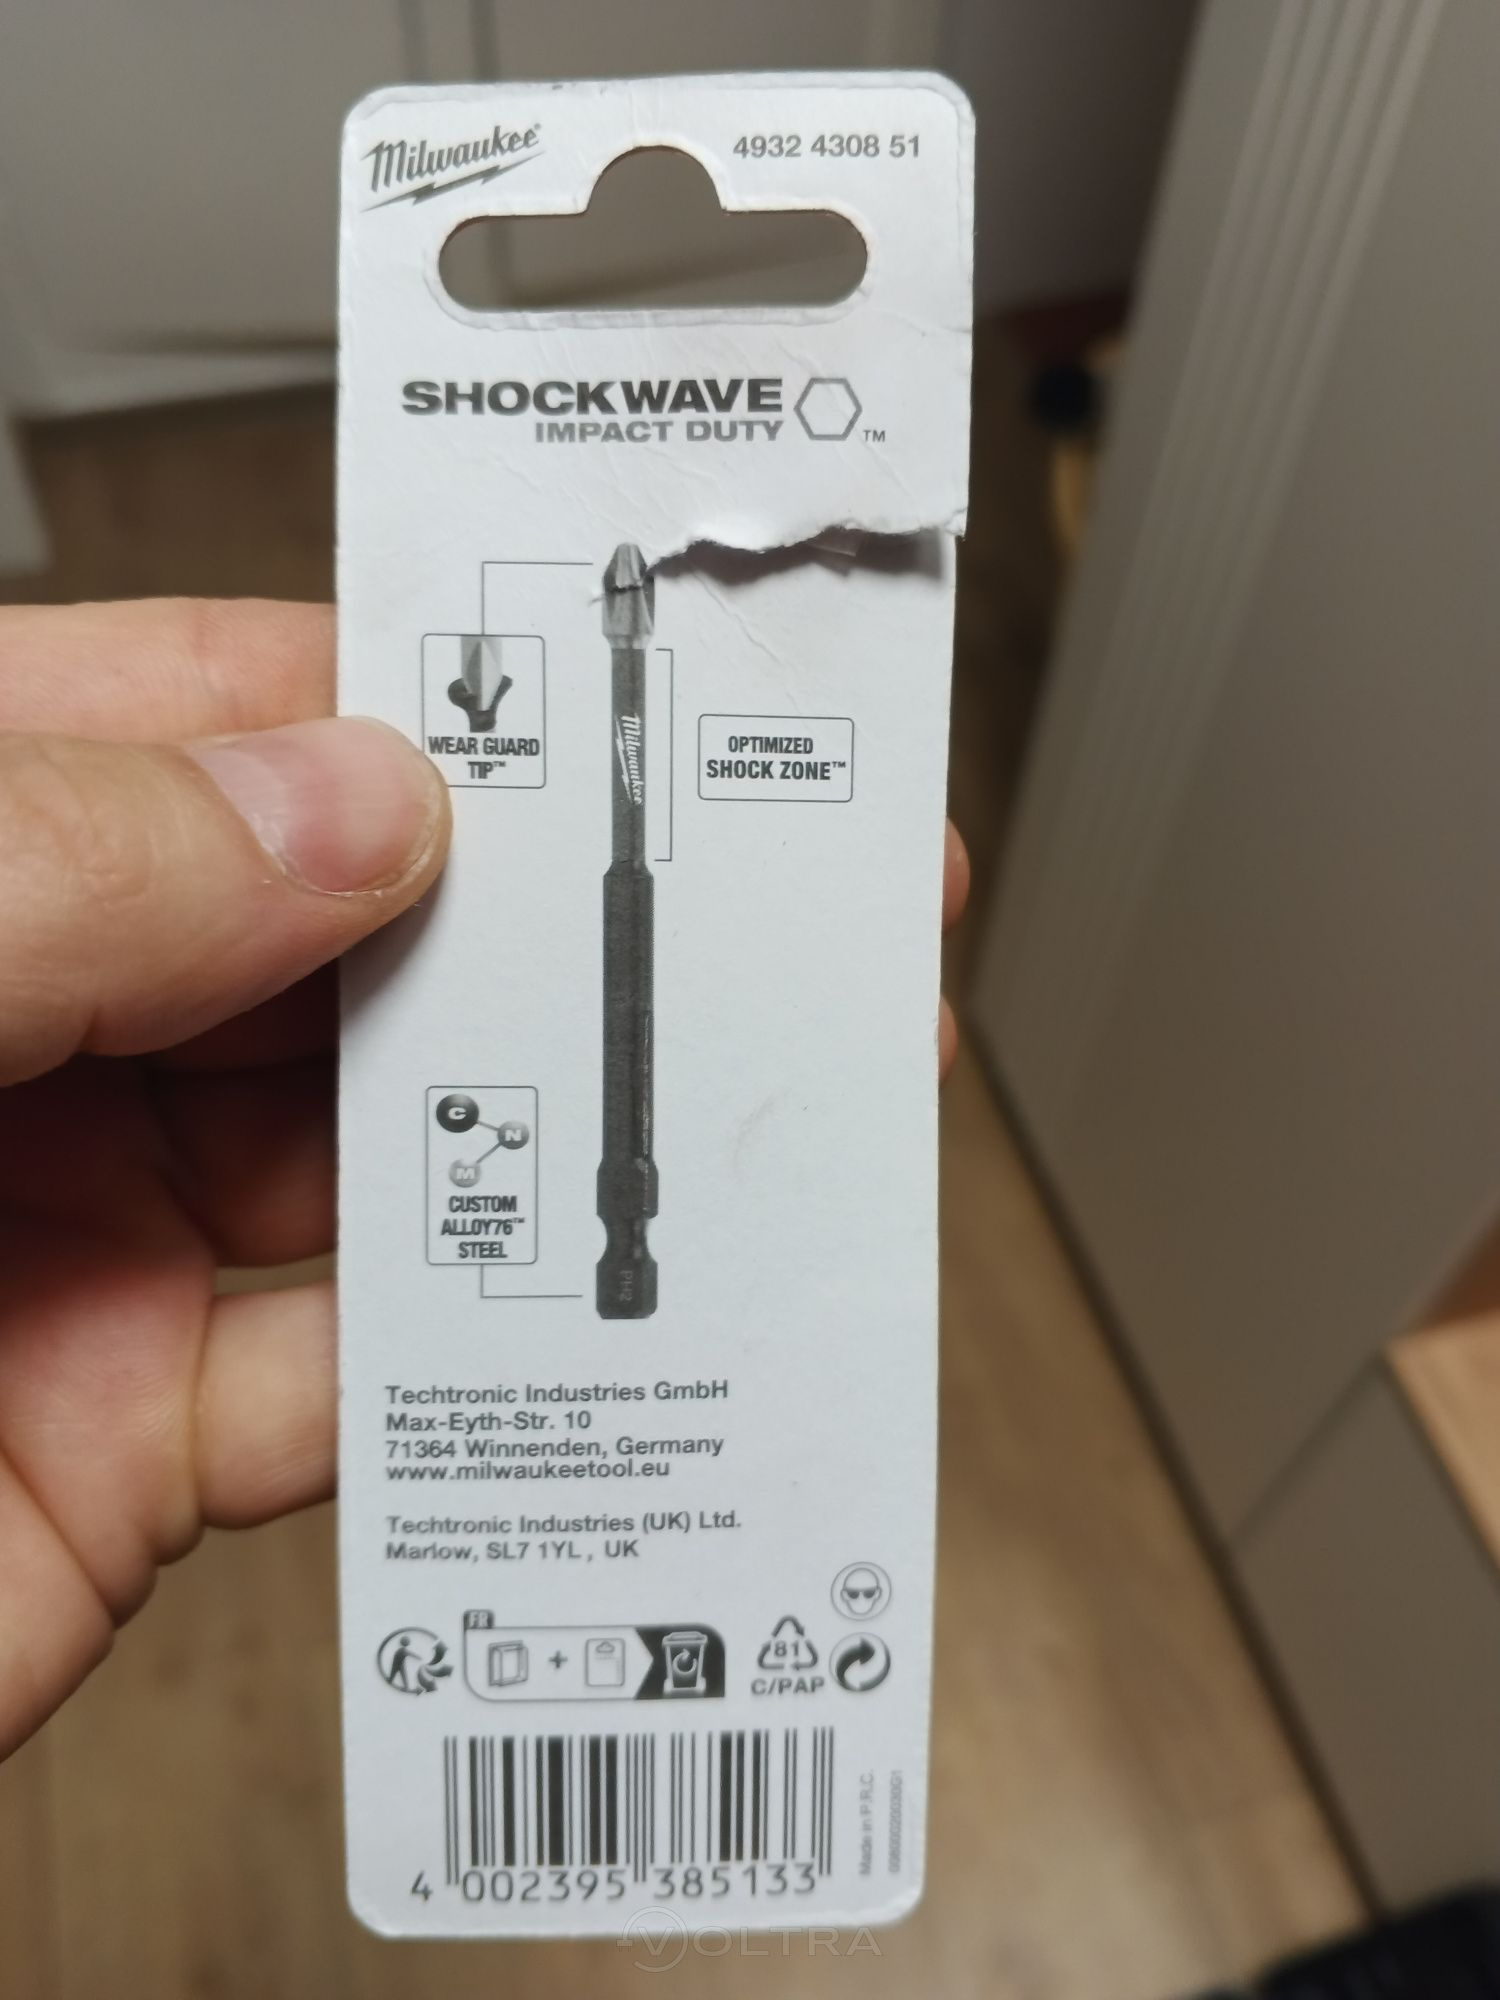 Milwaukee
4932 4308 51
SHOCKWAVE
IMPACT DUTY ™
WEAR GUARD
TIP™
Milwaukee
OPTIMIZED
SHOCK ZONE™
C
N
M
CUSTOM
ALLOY76™
STEEL
PH2
Techtronic Industries GmbH
Max-Eyth-Str. 10
71364 Winnenden, Germany
www.milwaukeetool.eu
Techtronic Industries (UK) Ltd.
Marlow, SL7 1YL, UK
FR
+
81
C/PAP
Made in P.R.C.
4 002395 385133
VOLTRA